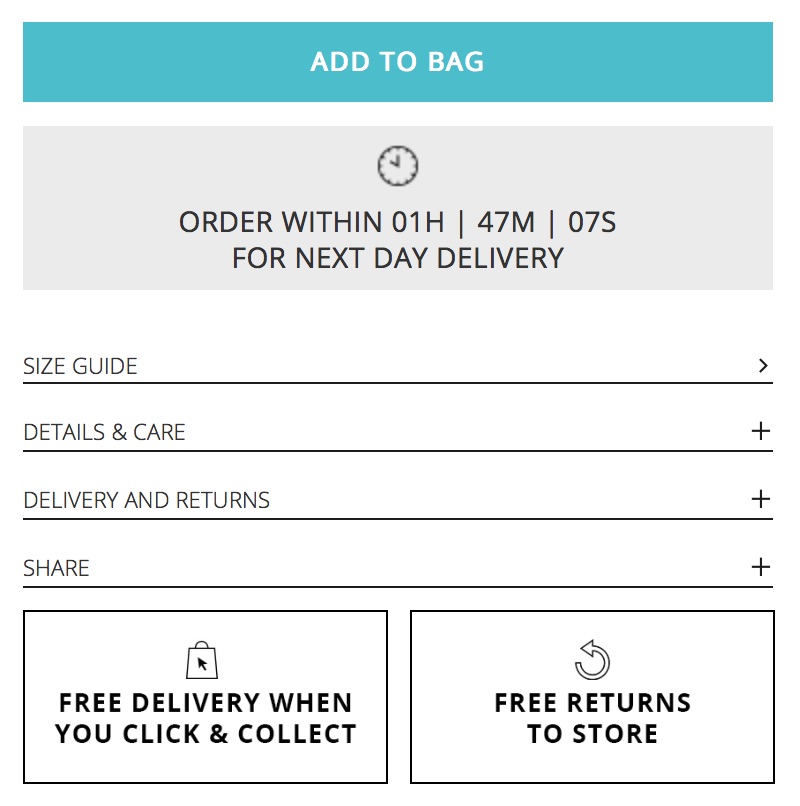 ADD TO BAG
ORDER WITHIN 01H | 47M | 07S
FOR NEXT DAY DELIVERY
SIZE GUIDE
DETAILS & CARE
DELIVERY AND RETURNS
SHARE
FREE DELIVERY WHEN
YOU CLICK & COLLECT
FREE RETURNS
TO STORE